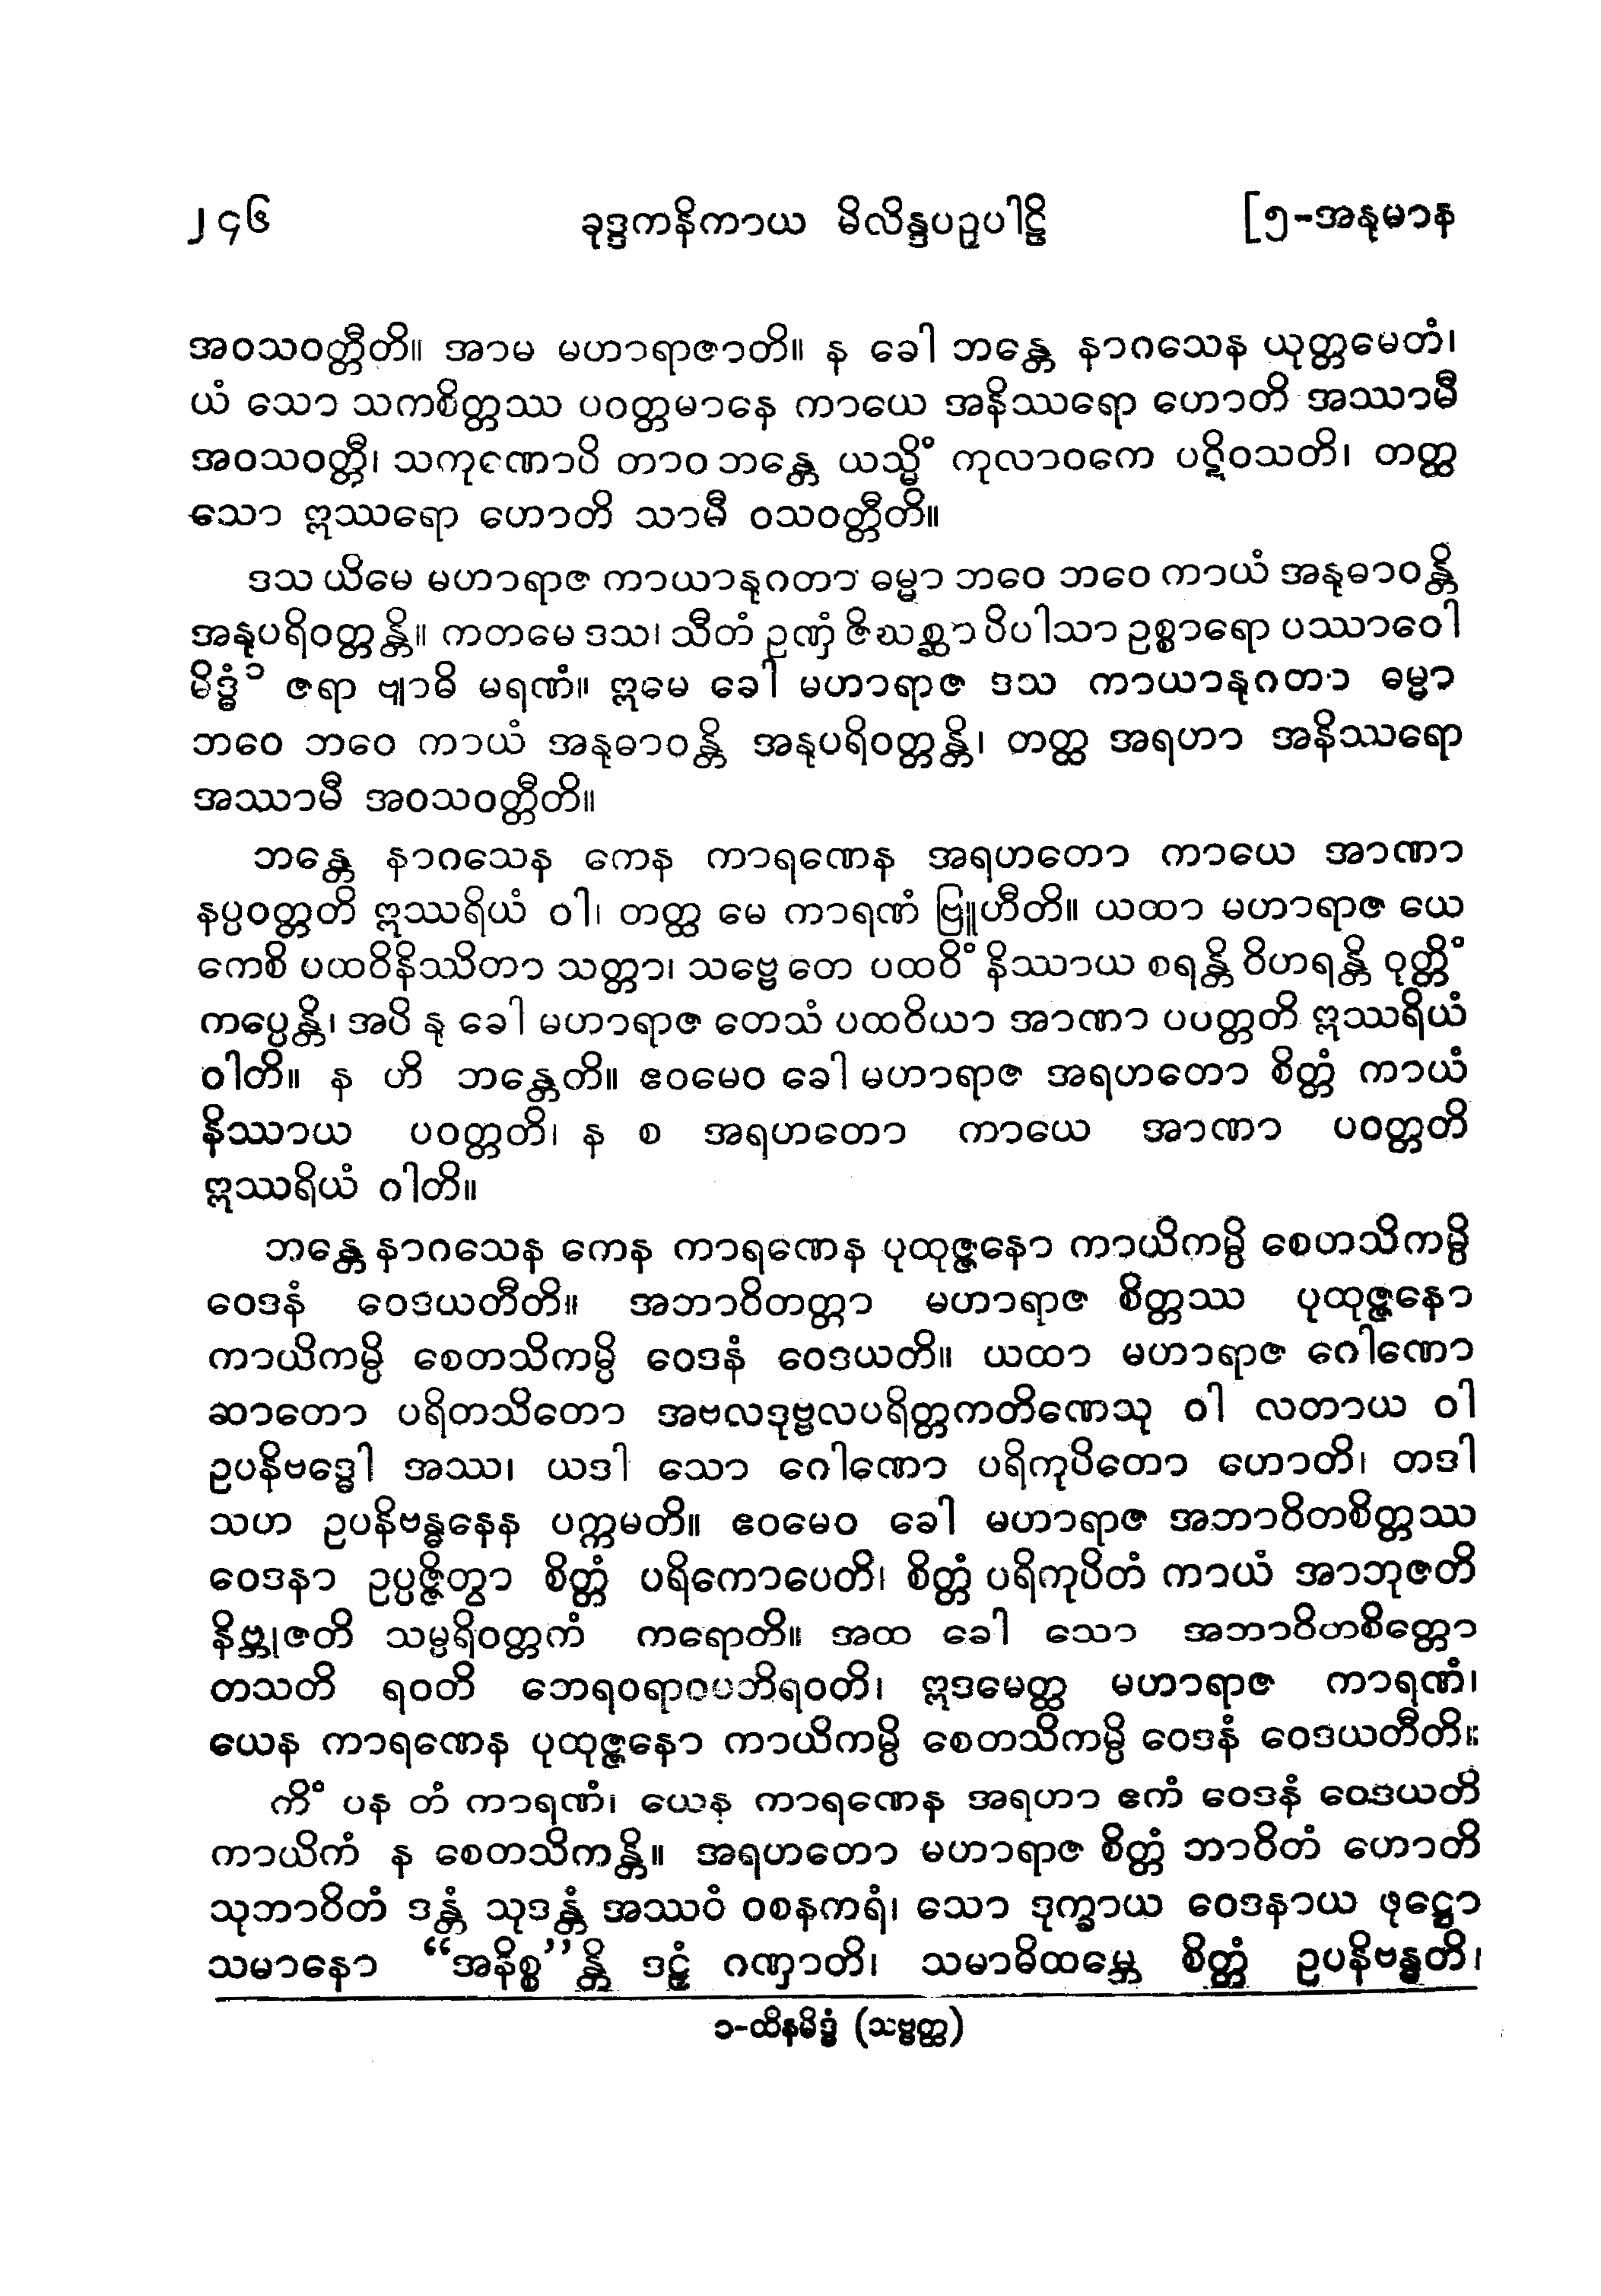 ၂၄၆ ခုဒ္ဒကနိကာယ မိလိန္ဒပဉှပါဠိ [၅-အနုမာန
အဝသဝတ္တီတိ။ အာမ မဟာရာဇာတိ။ န ခေါ ဘန္တေ နာဂသေန ယုတ္တမေတံ၊
ယံ သော သကစိတ္တဿ ပဝတ္တမာနေ ကာယေ အနိဿရော ဟောတိ အဿာမီ
အဝသဝတ္တီ၊ သကုဏောပိ တာဝ ဘန္တေ ယသ္မိံ ကုလာဝကေ ပဋိဝသတိ၊ တတ္ထ
သော ဣဿရော ဟောတိ သာမီ ဝသဝတ္တီတိ။
ဒသ ယိမေ မဟာရာဇ ကာယာနုဂတာ ဓမ္မာ ဘဝေ ဘဝေ ကာယံ အနုဓာဝန္တိ
အနုပရိဝတ္တန္တိ။ ကတမေ ဒသ၊ သီတံ ဥဏှံ ဇိဃစ္ဆာ ပိပါသာ ဥစ္စာရော ပဿာဝေါ
မိဒ္ဓံ ၁ ဇရာ ဗျာဓိ မရဏံ။ ဣမေ ခေါ မဟာရာဇ ဒသ ကာယာနုဂတာ ဓမ္မာ
ဘဝေ ဘဝေ ကာယံ အနုဓာဝန္တိ အနုပရိဝတ္တန္တိ၊ တတ္ထ အရဟာ အနိဿရော
အဿာမီ အဝသဝတ္တီတိ။
ဘန္တေ နာဂသေန ကေန ကာရဏေန အရဟတော ကာယေ အာဏာ
နပ္ပဝတ္တတိ ဣဿရိယံ ဝါ၊ တတ္ထ မေ ကာရဏံ ဗြူဟီတိ။ ယထာ မဟာရာဇ ယေ
ကေစိ ပထဝိနိဿိတာ သတ္တာ၊ သဗ္ဗေ တေ ပထဝိံ နိဿာယ စရန္တိ ဝိဟရန္တိ ဝုတ္တိံ
ကပ္ပေန္တိ၊ အပိ နု ခေါ မဟာရာဇ တေသံ ပထဝိယာ အာဏာ ပပတ္တတိ ဣဿရိယံ
ဝါတိ။ န ဟိ ဘန္တေတိ။ ဧဝမေဝ ခေါ မဟာရာဇ အရဟတော စိတ္တံ ကာယံ
နိဿာယ ပဝတ္တတိ၊ န စ အရဟတော ကာယေ အာဏာ ပဝတ္တတိ
ဣဿရိယံ ဝါတိ။
ဘန္တေ နာဂသေန ကေန ကာရဏေန ပုထုဇ္ဇနော ကာယိကမ္ပိ စေတသိကမ္ပိ
ဝေဒနံ ဝေဒယတီတိ။ အဘာဝိတတ္တာ မဟာရာဇ စိတ္တဿ ပုထုဇ္ဇနော
ကာယိကမ္ပိ စေတသိကမ္ပိ ဝေဒနံ ဝေဒယတိ။ ယထာ မဟာရာဇ ဂေါဏော
ဆာတော ပရိတသိတော အဗလဒုဗ္ဗလပရိတ္တကတိဏေသု ဝါ လတာယ ဝါ
ဥပနိဗဒ္ဓေါ အဿ၊ ယဒါ သော ဂေါဏော ပရိကုပိတော ဟောတိ၊ တဒါ
သဟ ဥပနိဗန္ဓနေန ပက္ကမတိ။ ဧဝမေဝ ခေါ မဟာရာဇ အဘာဝိတစိတ္တဿ
ဝေဒနာ ဥပ္ပဇ္ဇိတွာ စိတ္တံ ပရိကောပေတိ၊ စိတ္တံ ပရိကုပိတံ ကာယံ အာဘုဇတိ
နိဗ္ဘုဇတိ သမ္ပရိဝတ္တကံ ကရောတိ။ အထ ခေါ သော အဘာဝိတစိတ္တော
တသတိ ရဝတိ ဘေရဝရာဝမဘိရဝတိ၊ ဣဒမေတ္ထ မဟာရာဇ ကာရဏံ၊
ယေန ကာရဏေန ပုထုဇ္ဇနော ကာယိကမ္ပိ စေတသိကမ္ပိ ဝေဒနံ ဝေဒယတီတိ။
ကိံ ပန တံ ကာရဏံ၊ ယေန ကာရဏေန အရဟာ ဧကံ ဝေဒနံ ဝေဒယတိ
ကာယိကံ န စေတသိကန္တိ။ အရဟတော မဟာရာဇ စိတ္တံ ဘာဝိတံ ဟောတိ
သုဘာဝိတံ ဒန္တံ သုဒန္တံ အဿဝံ ဝစနကရံ၊ သော ဒုက္ခာယ ဝေဒနာယ ဖုဋ္ဌော
သမာနော “အနိစ္စ”န္တိ ဒဠှံ ဂဏှာတိ၊ သမာဓိထမ္ဘေ စိတ္တံ ဥပနိဗန္ဓတိ၊
၁-ထိနမိဒ္ဓံ (သဗ္ဗတ္ထ)